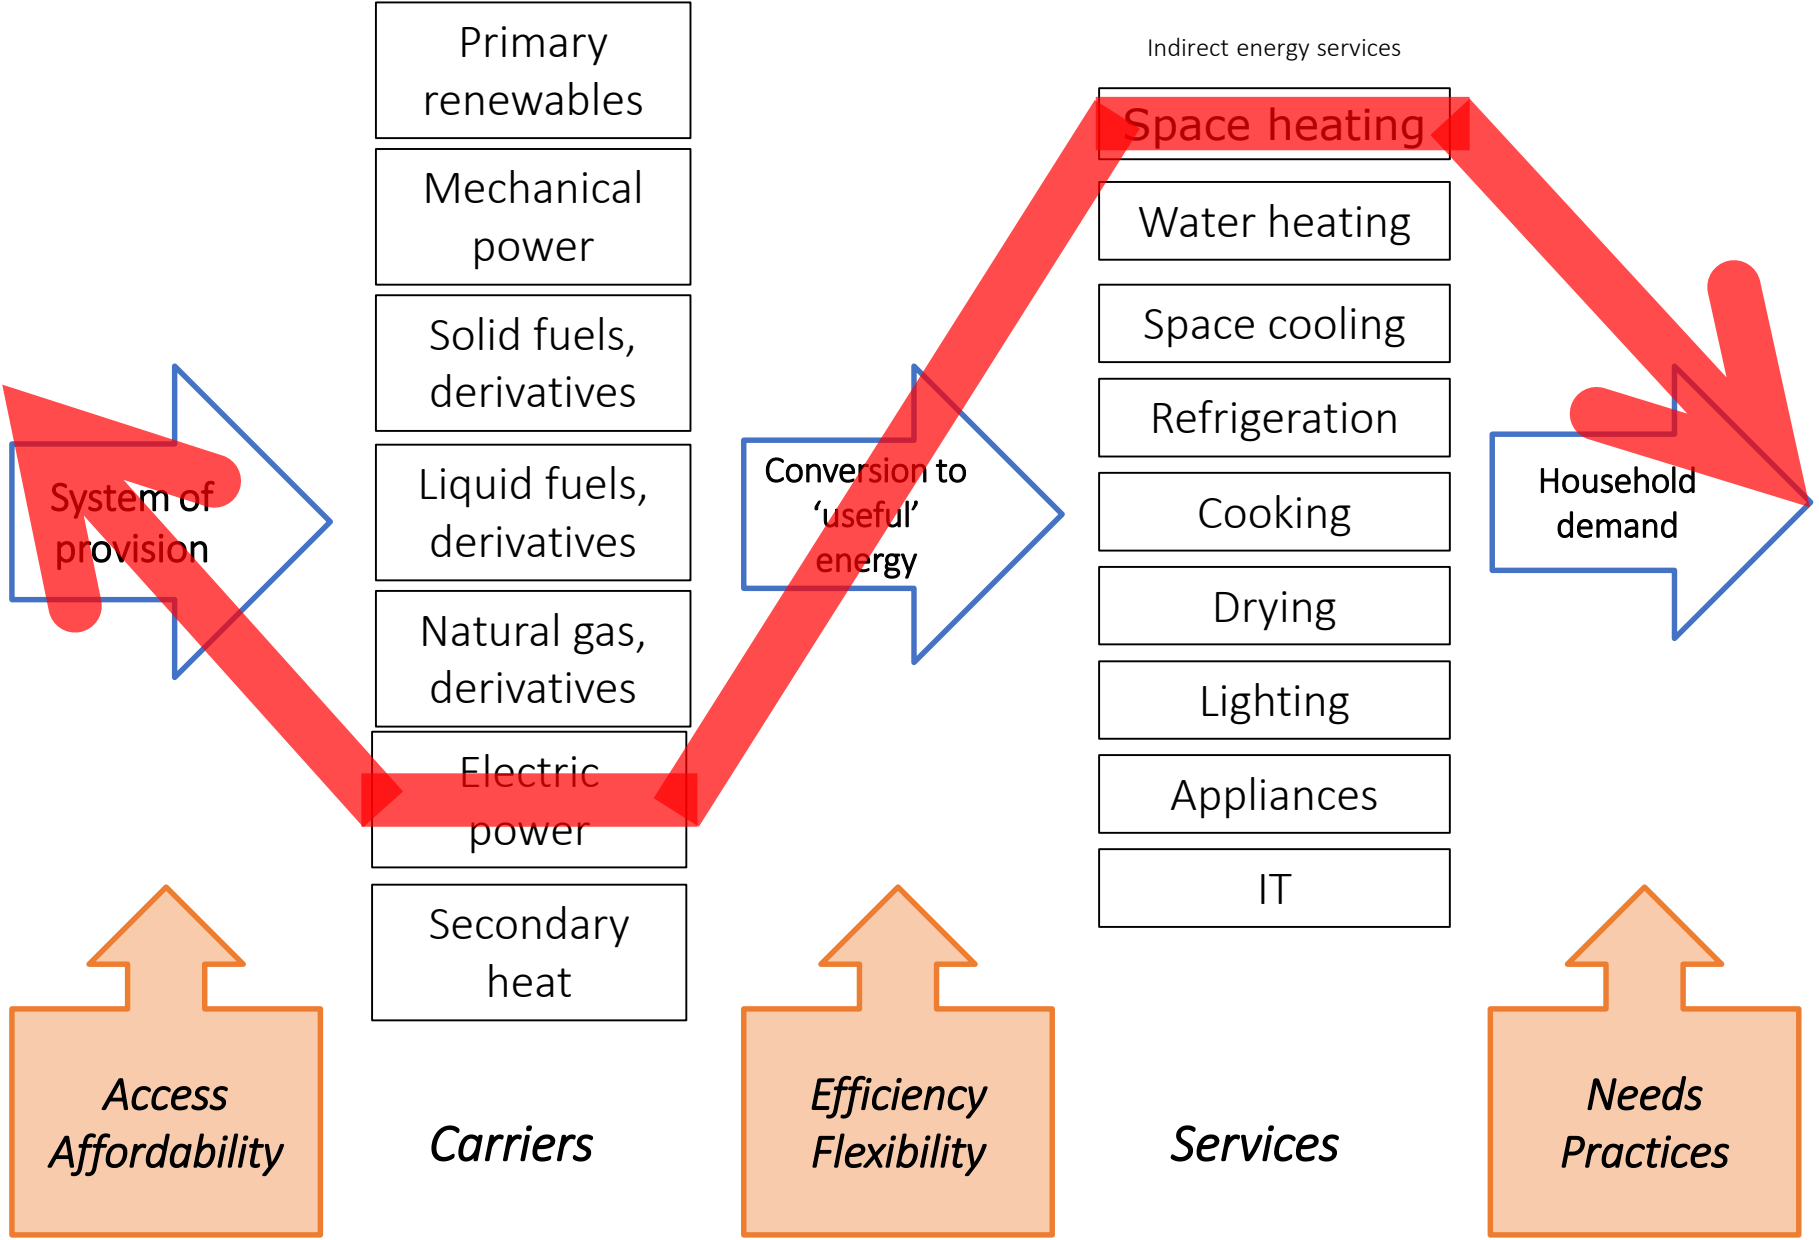 Primary
renewables
Mechanical
power
Solid fuels,
derivatives
Liquid fuels,
derivatives
Natural gas,
derivatives
Electric
power
Secondary
heat
Indirect energy services
Space heating
Water heating
Space cooling
Refrigeration
Cooking
Drying
Lighting
Appliances
IT
System of
provision
Conversion to
‘useful’
energy
Household
demand
Access
Affordability
Carriers
Efficiency
Flexibility
Services
Needs
Practices